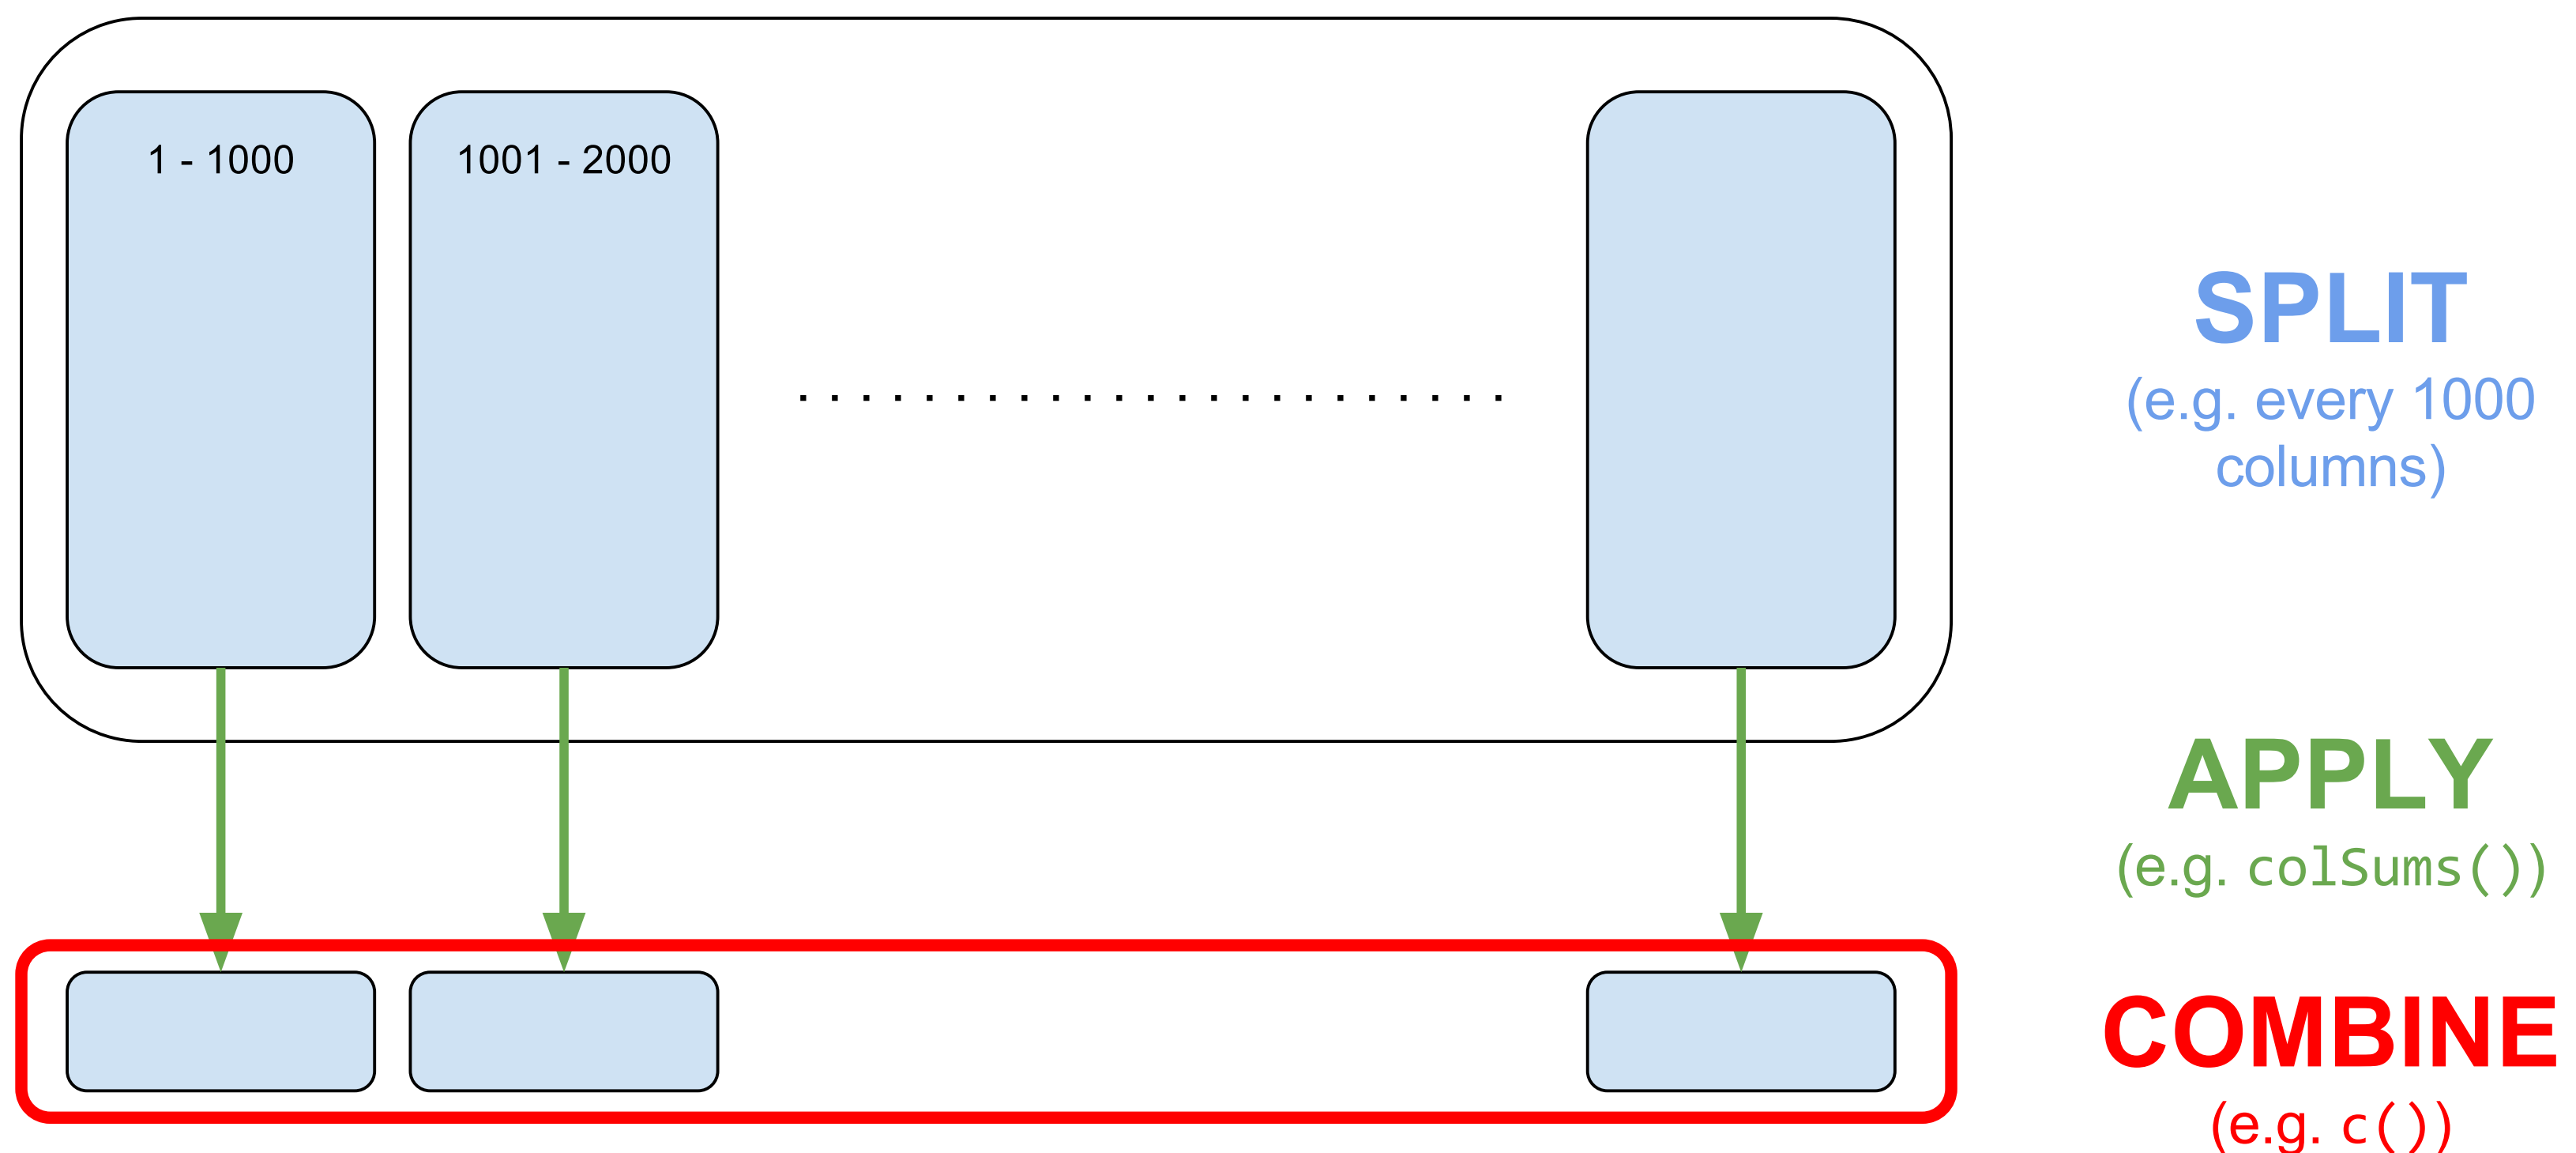 1 - 1000
1001 - 2000
SPLIT
(e.g. every 1000
columns)
APPLY
(e.g. colSums())
COMBINE
(e.g. c())